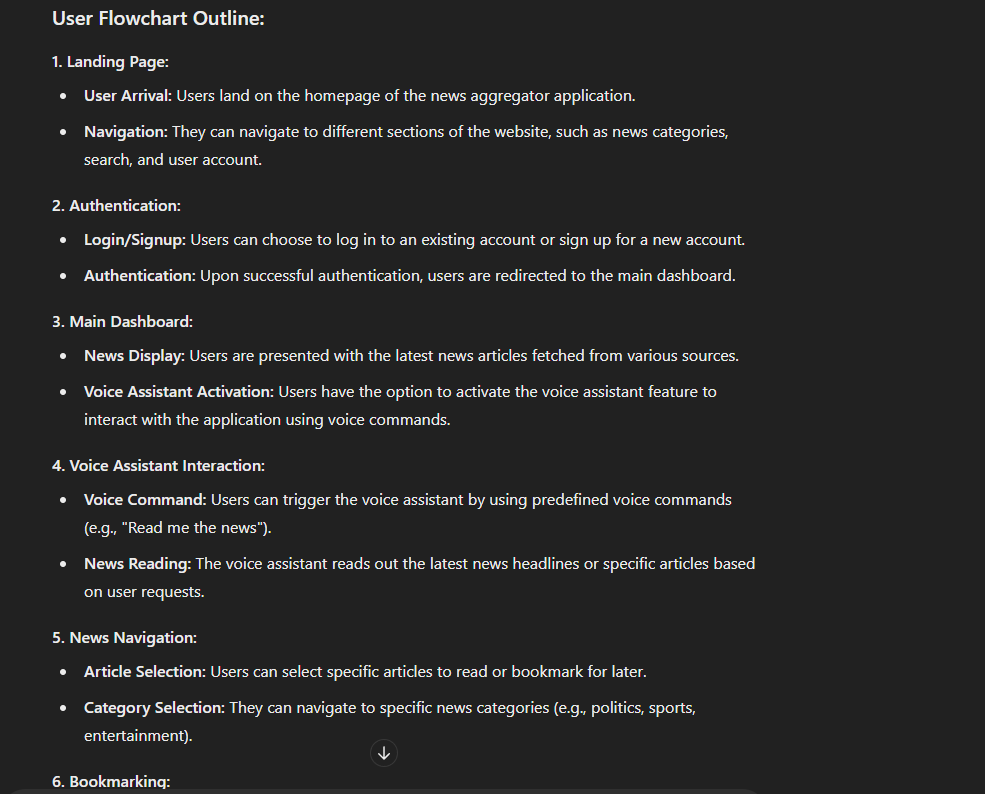 User Flowchart Outline:
1. Landing Page:
• User Arrival: Users land on the homepage of the news aggregator application.
• Navigation: They can navigate to different sections of the website, such as news categories,
search, and user account.
2. Authentication:
• Login/Signup: Users can choose to log in to an existing account or sign up for a new account.
• Authentication: Upon successful authentication, users are redirected to the main dashboard.
3. Main Dashboard:
• News Display: Users are presented with the latest news articles fetched from various sources.
• Voice Assistant Activation: Users have the option to activate the voice assistant feature to
interact with the application using voice commands.
4. Voice Assistant Interaction:
• Voice Command: Users can trigger the voice assistant by using predefined voice commands
(e.g., "Read me the news").
• News Reading: The voice assistant reads out the latest news headlines or specific articles based
on user requests.
5. News Navigation:
• Article Selection: Users can select specific articles to read or bookmark for later.
• Category Selection: They can navigate to specific news categories (e.g., politics, sports,
entertainment).
6. Bookmarking: